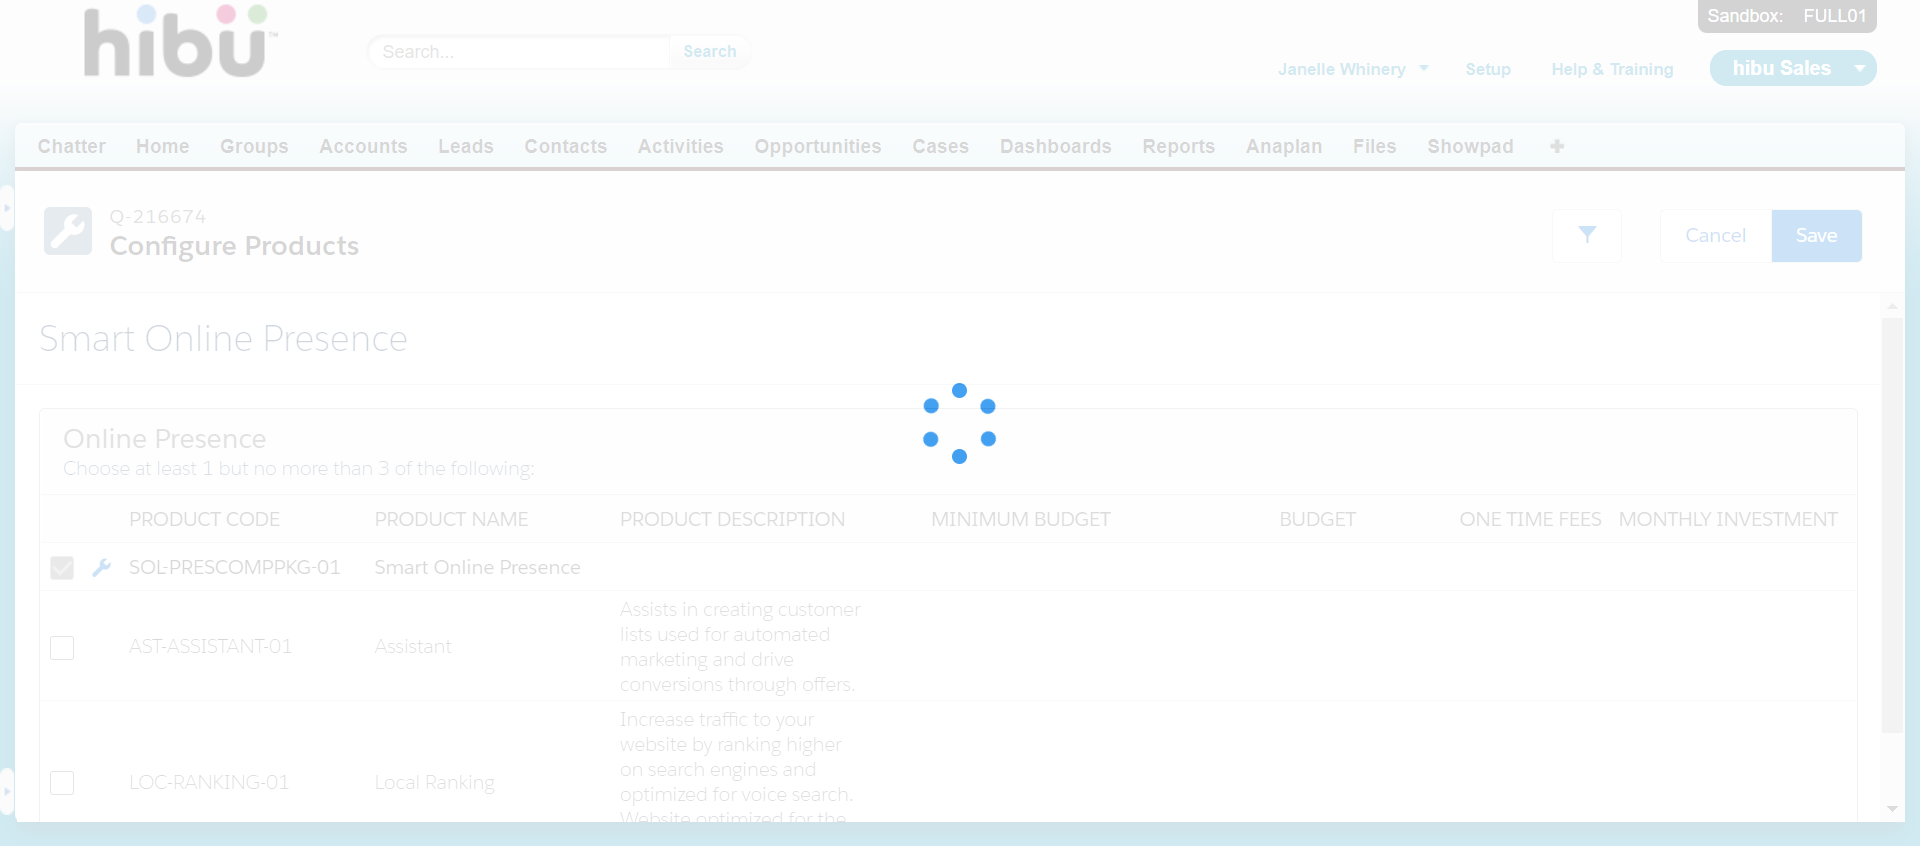 hibu™
Search...
Search
Sandbox: FULL01
Janelle Whinery
Setup
Help & Training
hibu Sales
Chatter Home Groups Accounts Leads Contacts Activities Opportunities Cases Dashboards Reports Anaplan Files Showpad
Q-216674
Configure Products
Cancel
Save
Smart Online Presence
Online Presence
Choose at least 1 but no more than 3 of the following:
PRODUCT CODE PRODUCT NAME PRODUCT DESCRIPTION MINIMUM BUDGET BUDGET ONE TIME FEES MONTHLY INVESTMENT
SOL-PRESCOMPPKG-01 Smart Online Presence
AST-ASSISTANT-01 Assistant
Assists in creating customer
lists used for automated
marketing and drive
conversions through offers.
LOC-RANKING-01 Local Ranking
Increase traffic to your
website by ranking higher
on search engines and
optimized for voice search.
Website optimized for the